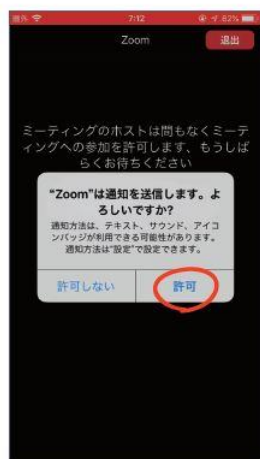 圏外 7:12 82%
Zoom 退出
ミーティングのホストは間もなくミーテ
ィングへの参加を許可します、もうしば
らくお待ちください
“Zoom”は通知を送信します。よ
ろしいですか?
通知方法は、テキスト、サウンド、アイコ
ンバッジが利用できる可能性があります。
通知方法は“設定”で設定できます。
許可しない 許可